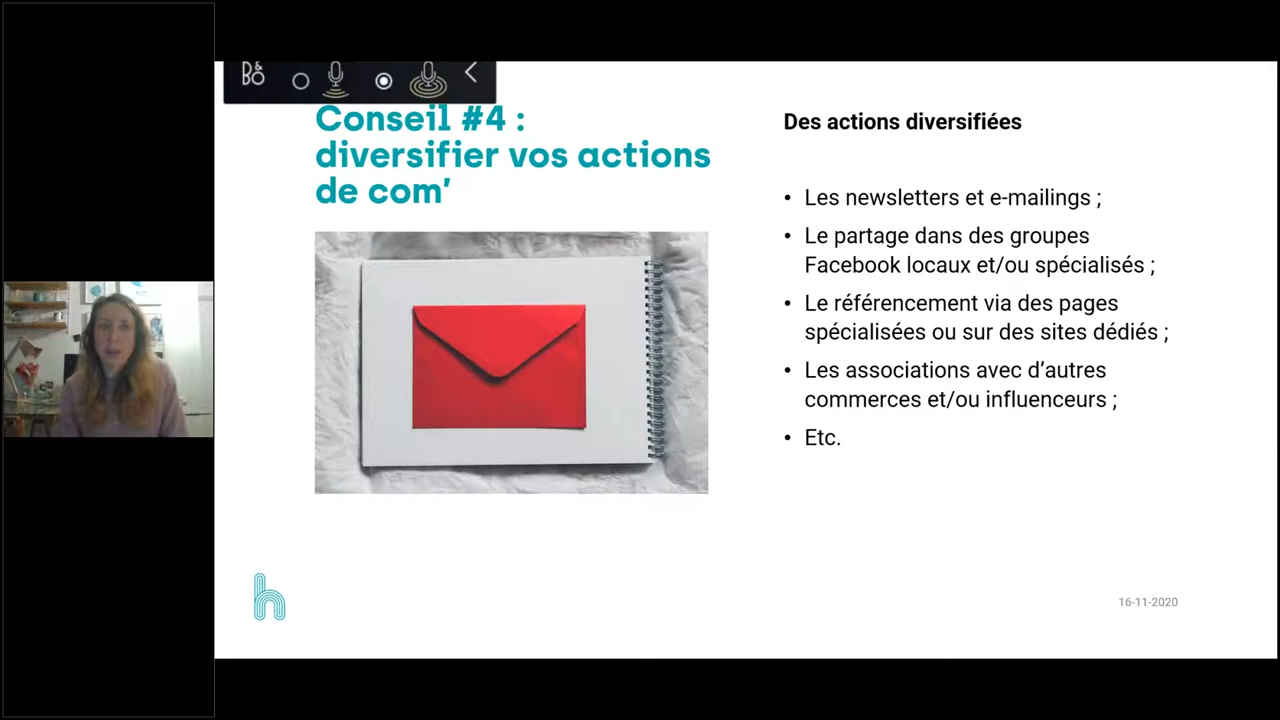 B&BO
Conseil #4 :
diversifier vos actions
de com’
Des actions diversifiées
• Les newsletters et e-mailings ;
• Le partage dans des groupes
Facebook locaux et/ou spécialisés ;
• Le référencement via des pages
spécialisées ou sur des sites dédiés ;
• Les associations avec d’autres
commerces et/ou influenceurs ;
• Etc.
h
16-11-2020